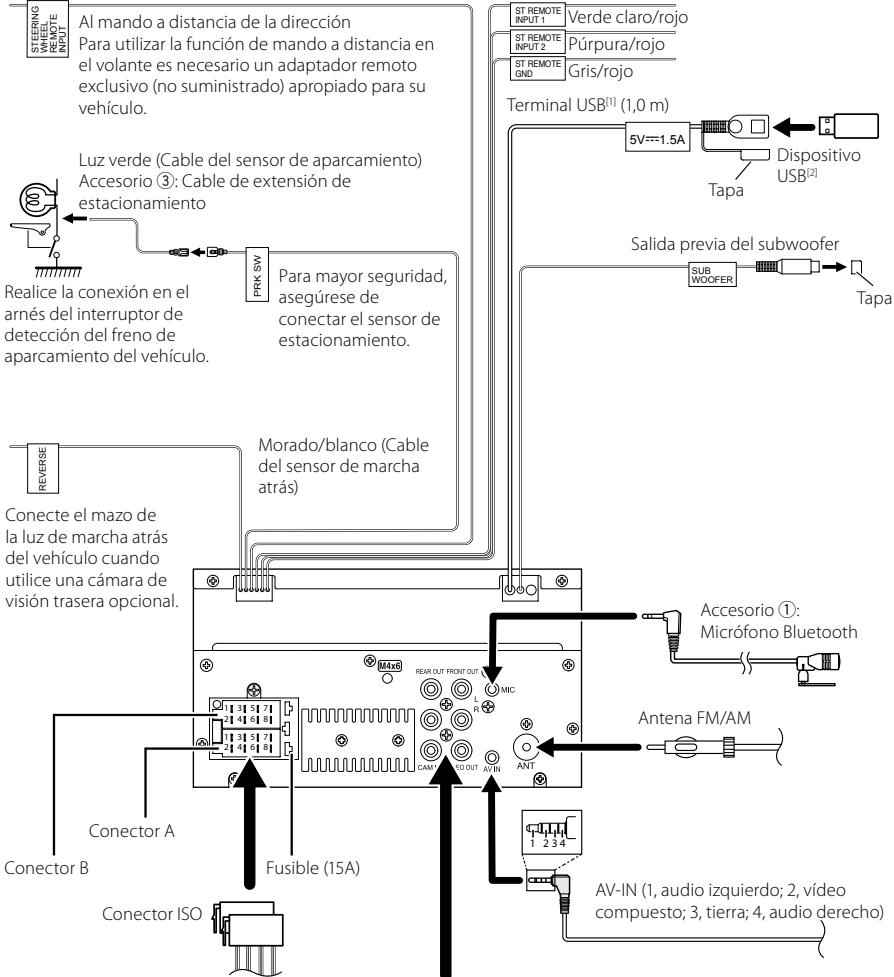 STEERING
WHEEL
REMOTE
INPUT
Al mando a distancia de la dirección
Para utilizar la función de mando a distancia en
el volante es necesario un adaptador remoto
exclusivo (no suministrado) apropiado para su
vehículo.
ST REMOTE
INPUT 1
Verde claro/rojo
ST REMOTE
INPUT 2
Púrpura/rojo
ST REMOTE
GND
Gris/rojo
Terminal USB[1] (1,0 m)
5V⎓1.5A
Dispositivo
USB[2]
Tapa
Luz verde (Cable del sensor de aparcamiento)
Accesorio ③: Cable de extensión de
estacionamiento
PRK SW
Para mayor seguridad,
asegúrese de
conectar el sensor de
estacionamiento.
Realice la conexión en el
arnés del interruptor de
detección del freno de
aparcamiento del vehículo.
Salida previa del subwoofer
SUB
WOOFER
Tapa
REVERSE
Morado/blanco (Cable
del sensor de marcha
atrás)
Conecte el mazo de
la luz de marcha atrás
del vehículo cuando
utilice una cámara de
visión trasera opcional.
Accesorio ①:
Micrófono Bluetooth
M4x6
REAR OUT FRONT OUT
MIC
L
R
1 3 5 7
2 4 6 8
1 3 5 7
2 4 6 8
CAM
EO OUT
AV IN
ANT
Antena FM/AM
Conector A
Conector B
Fusible (15A)
1 2 3 4
Conector ISO
AV-IN (1, audio izquierdo; 2, vídeo
compuesto; 3, tierra; 4, audio derecho)